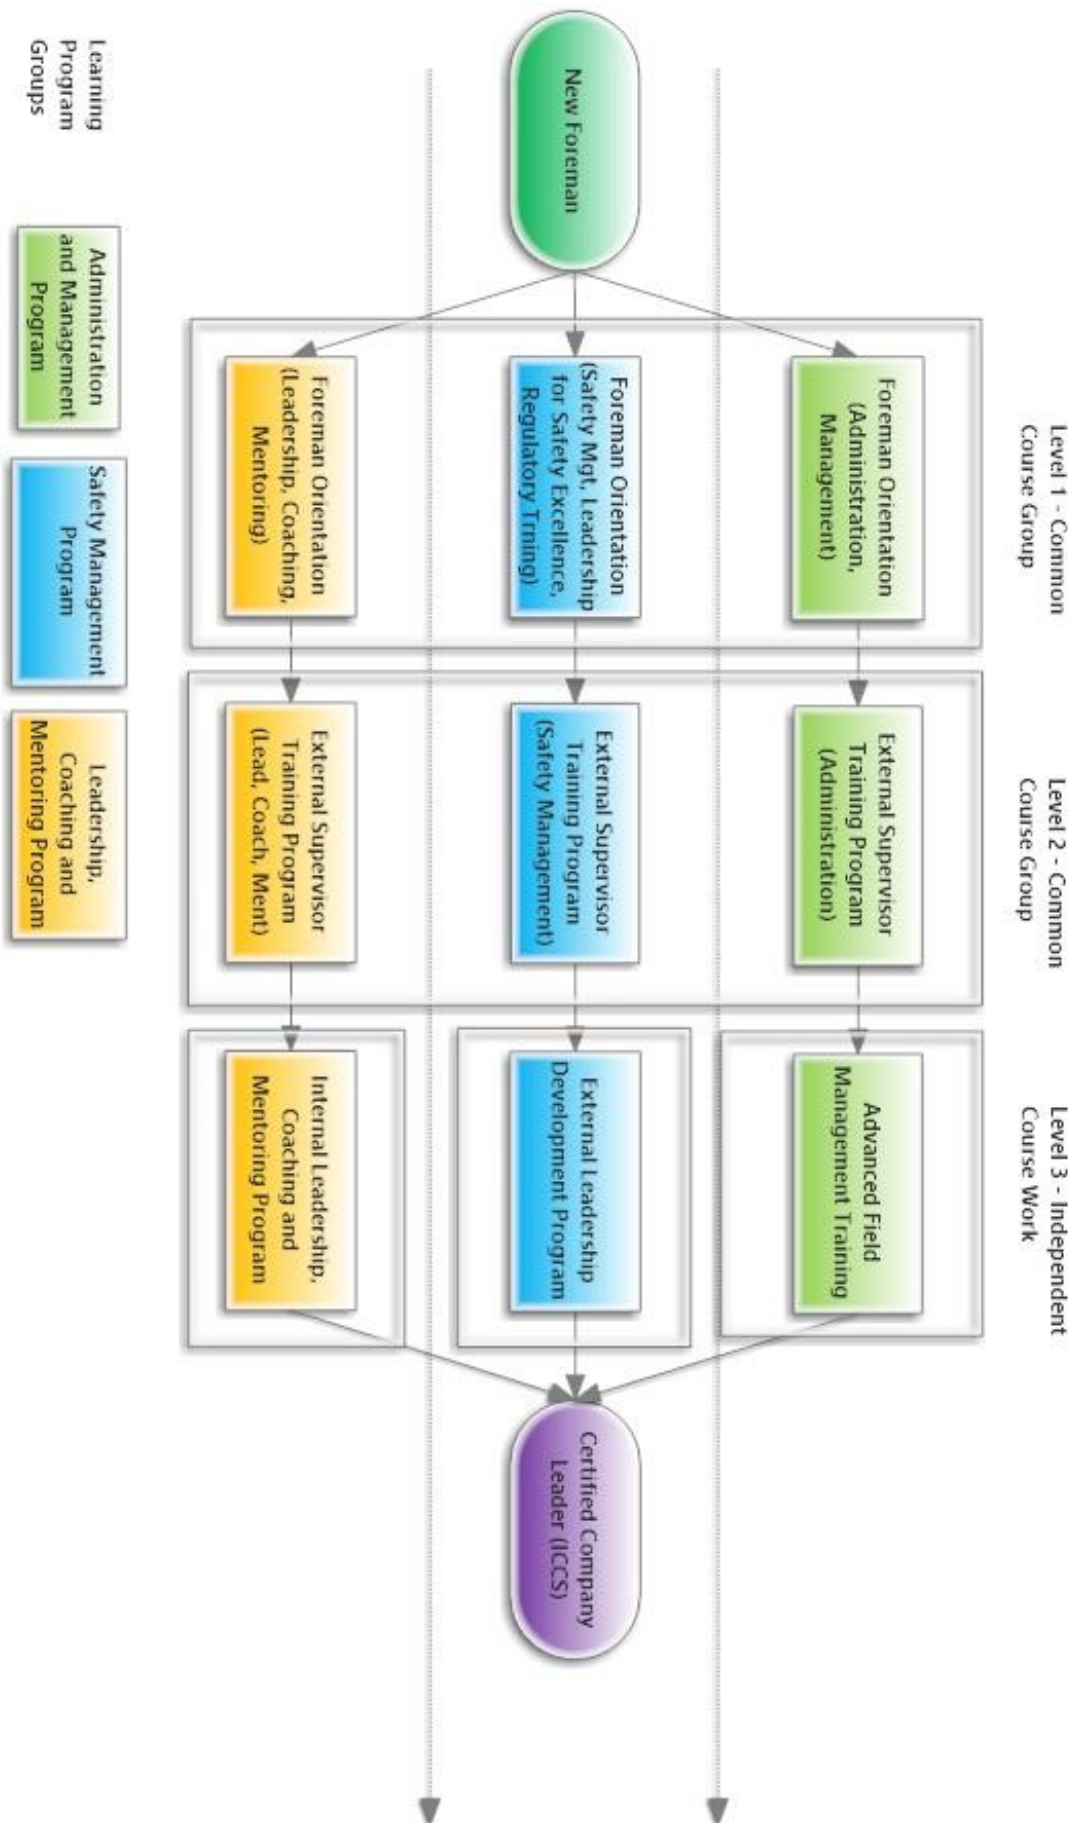 Level 1 - Common
Course Group
Level 2 - Common
Course Group
Level 3 - Independent
Course Work
New Foreman
Foreman Orientation
(Administration,
Management)
External Supervisor
Training Program
(Administration)
Advanced Field
Management Training
Foreman Orientation
(Safety Mgt, Leadership
for Safety Excellence,
Regulatory Trning)
External Supervisor
Training Program
(Safety Management)
External Leadership
Development Program
Certified Company
Leader (ICCS)
Foreman Orientation
(Leadership, Coaching,
Mentoring)
External Supervisor
Training Program
(Lead, Coach, Ment)
Internal Leadership,
Coaching and
Mentoring Program
Learning
Program
Groups
Administration
and Management
Program
Safety Management
Program
Leadership,
Coaching and
Mentoring Program